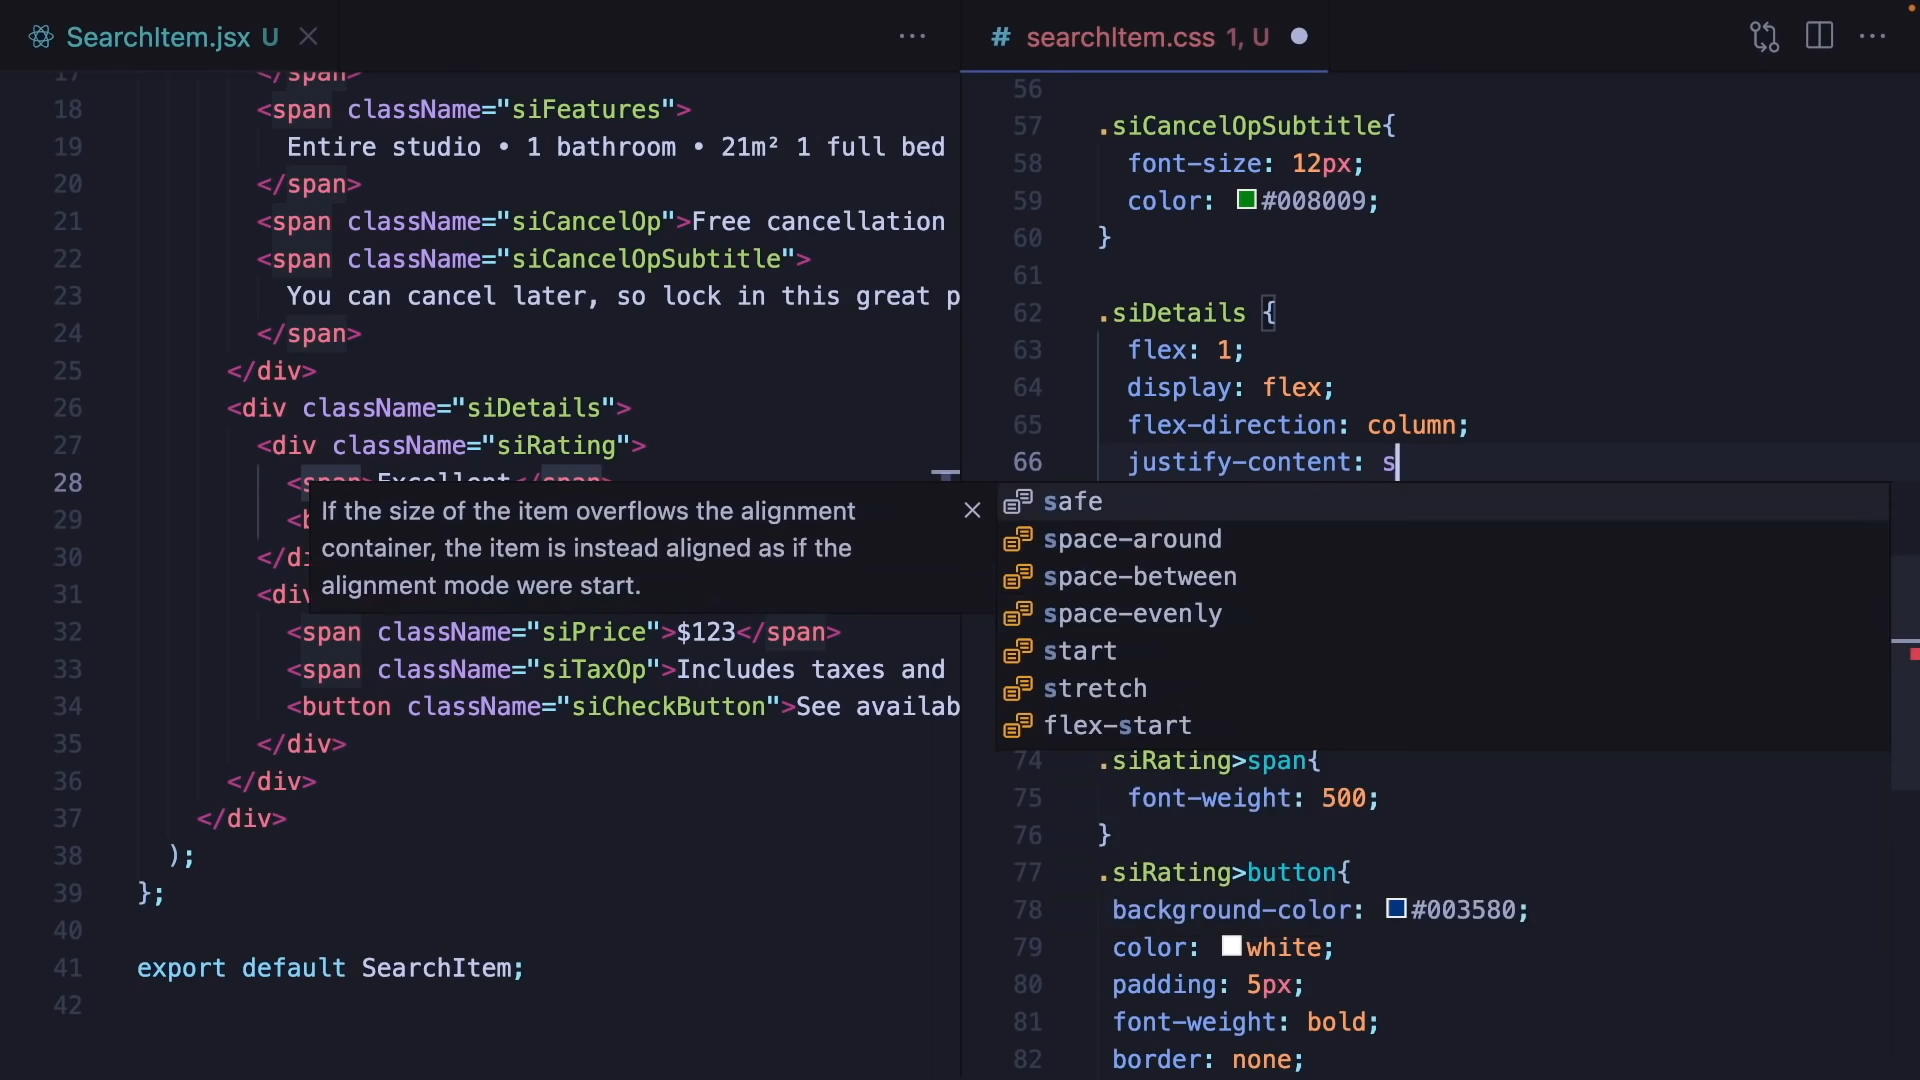 SearchItem.jsx U
17 </span>
18 <span className="siFeatures">
19 Entire studio • 1 bathroom • 21m² 1 full bed
20 </span>
21 <span className="siCancelOp">Free cancellation
22 <span className="siCancelOpSubtitle">
23 You can cancel later, so lock in this great p
24 </span>
25 </div>
26 <div className="siDetails">
27 <div className="siRating">
28 <span>Excellent</span>
29 <b
30 </di
31 <div
32 <span className="siPrice">$123</span>
33 <span className="siTaxOp">Includes taxes and
34 <button className="siCheckButton">See availab
35 </div>
36 </div>
37 </div>
38 );
39 };
40
41 export default SearchItem;
42
If the size of the item overflows the alignment
container, the item is instead aligned as if the
alignment mode were start.
# searchItem.css 1, U
56
57 .siCancelOpSubtitle{
58 font-size: 12px;
59 color: #008009;
60 }
61
62 .siDetails {
63 flex: 1;
64 display: flex;
65 flex-direction: column;
66 justify-content: s
safe
space-around
space-between
space-evenly
start
stretch
flex-start
74 .siRating>span{
75 font-weight: 500;
76 }
77 .siRating>button{
78 background-color: #003580;
79 color: white;
80 padding: 5px;
81 font-weight: bold;
82 border: none;